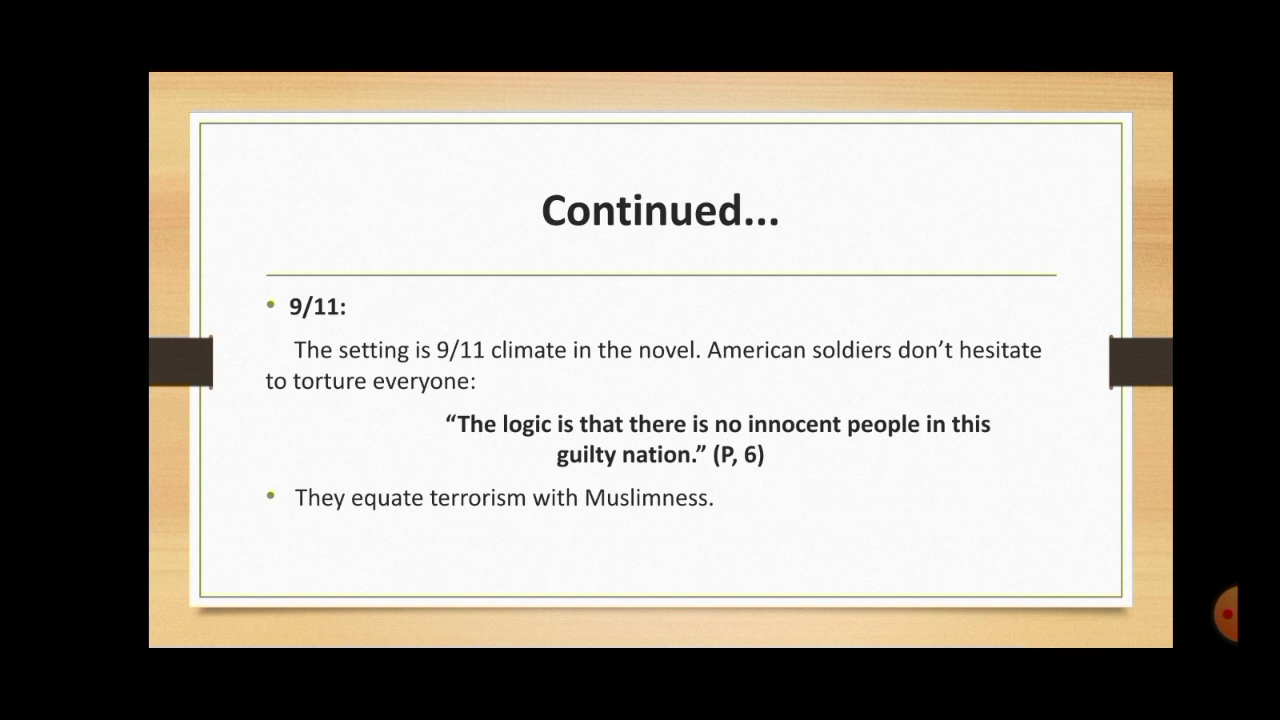 Continued...
• 9/11:
The setting is 9/11 climate in the novel. American soldiers don’t hesitate
to torture everyone:
“The logic is that there is no innocent people in this
guilty nation.” (P, 6)
• They equate terrorism with Muslimness.